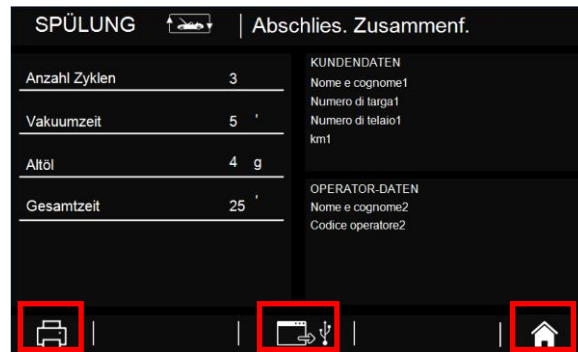 SPÜLUNG
Abschlies. Zusammenf.
Anzahl Zyklen 3
Vakuumzeit 5 '
Altöl 4 g
Gesamtzeit 25 '
KUNDENDATEN
Nome e cognome1
Numero di targa1
Numero di telaio1
km1
OPERATOR-DATEN
Nome e cognome2
Codice operatore2